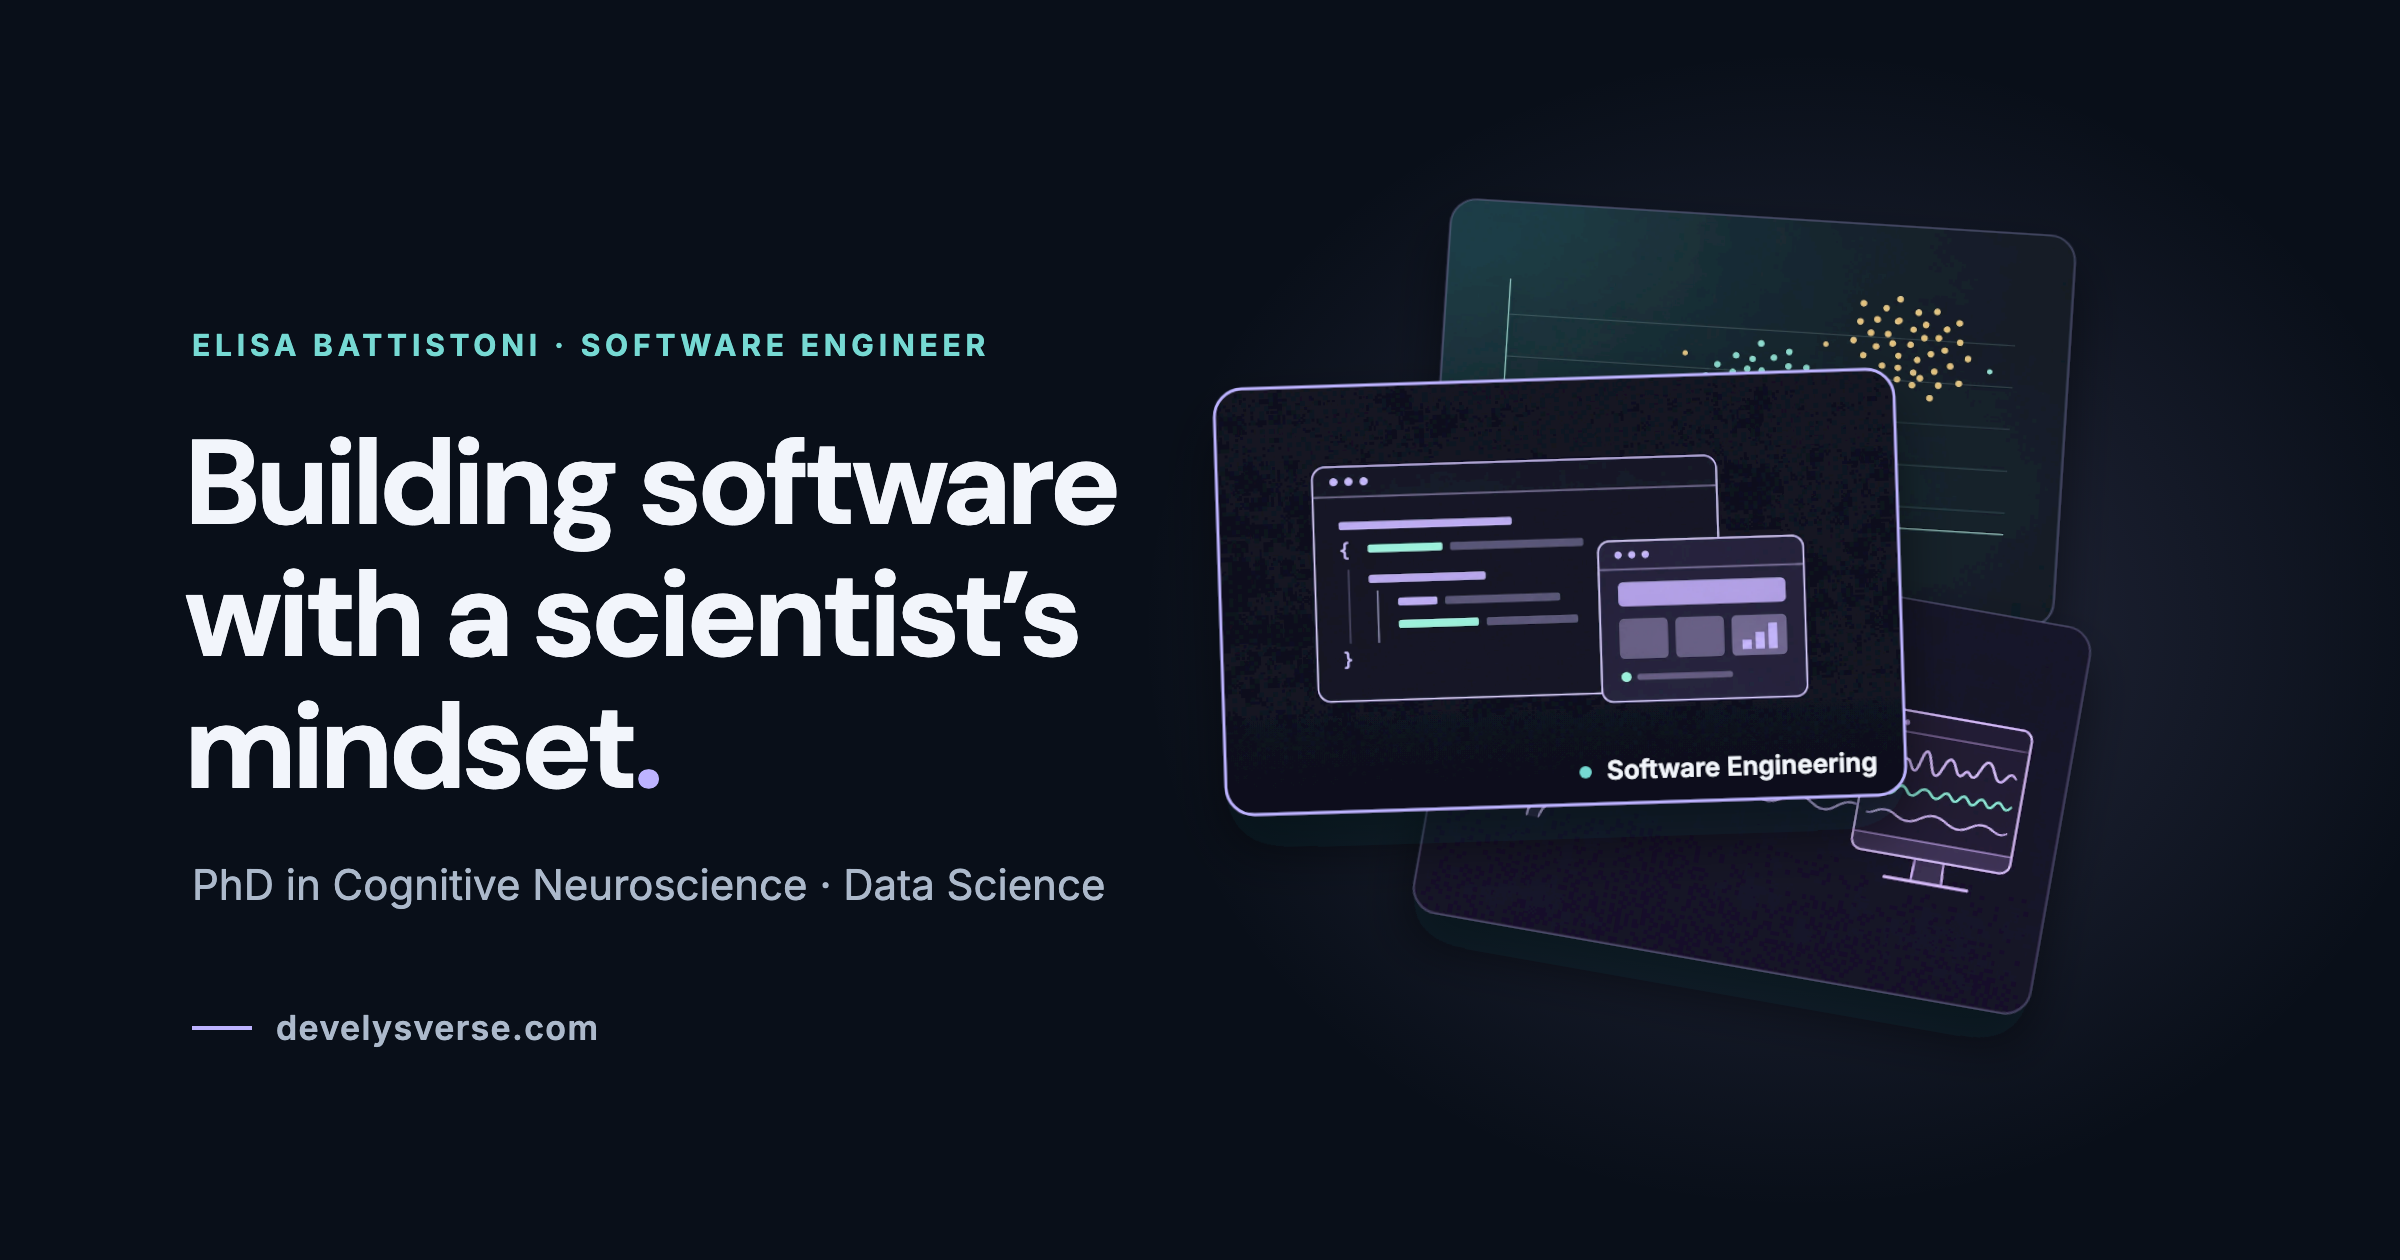 ELISA BATTISTONI · SOFTWARE ENGINEER
Building software
with a scientist’s
mindset.
PhD in Cognitive Neuroscience · Data Science
develysverse.com
{
}
Software Engineering